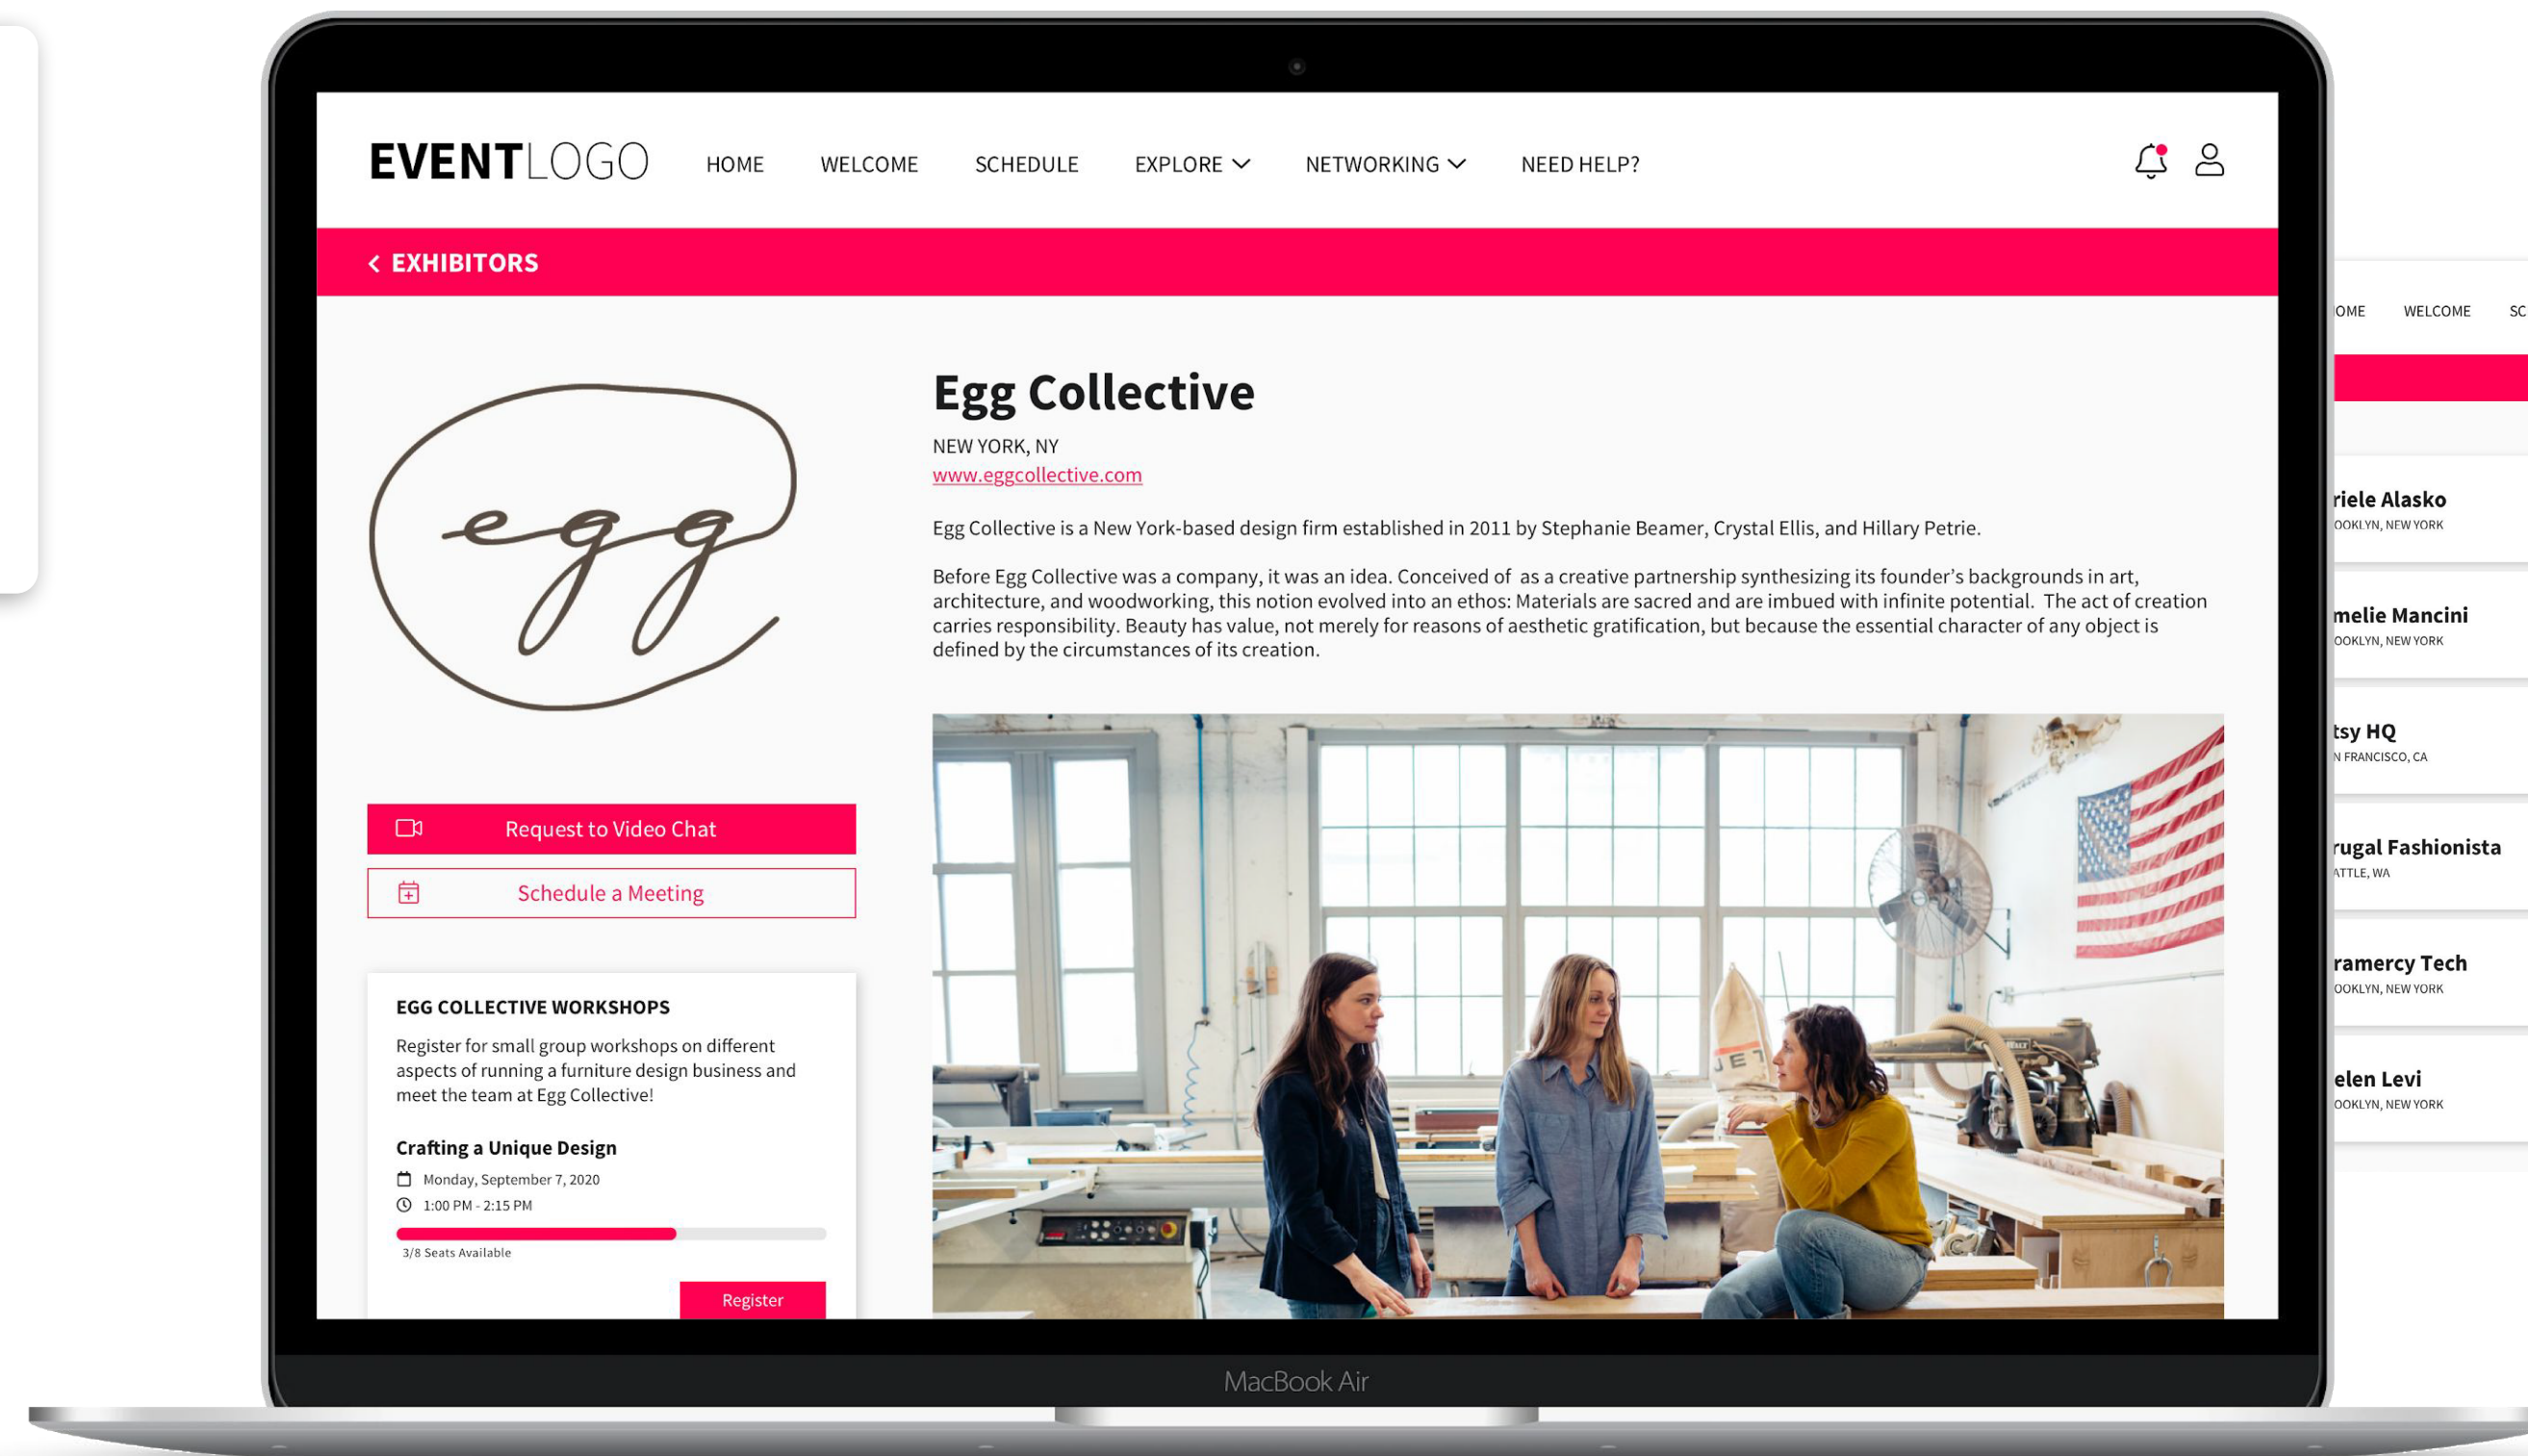 EVENTLOGO HOME WELCOME SCHEDULE EXPLORE NETWORKING NEED HELP?
EXHIBITORS
egg
Request to Video Chat
Schedule a Meeting
EGG COLLECTIVE WORKSHOPS
Register for small group workshops on different
aspects of running a furniture design business and
meet the team at Egg Collective!
Crafting a Unique Design
Monday, September 7, 2020
1:00 PM - 2:15 PM
3/8 Seats Available
Register
Egg Collective
NEW YORK, NY
www.eggcollective.com
Egg Collective is a New York-based design firm established in 2011 by Stephanie Beamer, Crystal Ellis, and Hillary Petrie.
Before Egg Collective was a company, it was an idea. Conceived of as a creative partnership synthesizing its founder's backgrounds in art,
architecture, and woodworking, this notion evolved into an ethos: Materials are sacred and are imbued with infinite potential. The act of creation
carries responsibility. Beauty has value, not merely for reasons of aesthetic gratification, but because the essential character of any object is
defined by the circumstances of its creation.
JET
MacBook Air
OME WELCOME SC
riele Alasko
OOKLYN, NEW YORK
melie Mancini
OOKLYN, NEW YORK
tsy HQ
N FRANCISCO, CA
rugal Fashionista
ATTLE, WA
ramercy Tech
OOKLYN, NEW YORK
elen Levi
OOKLYN, NEW YORK